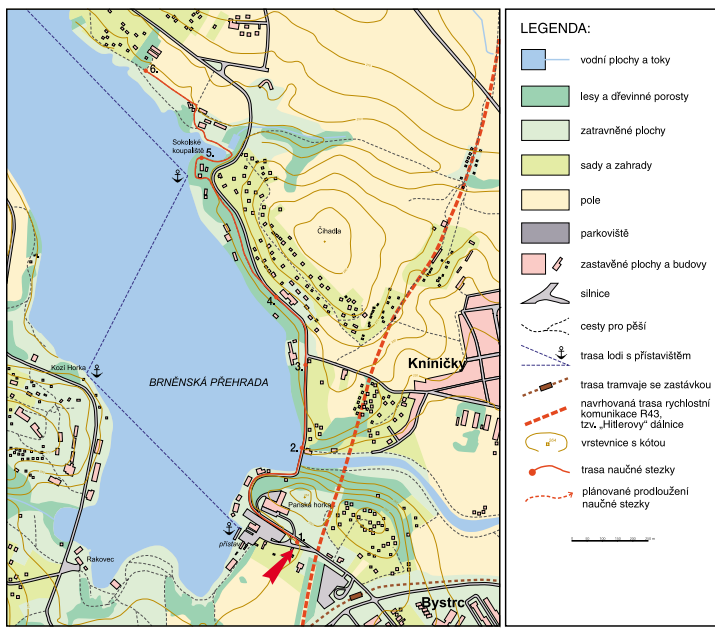 6.
Sokolské
koupaliště
5.
Čihadla
4.
3.
Kníničky
Kozí Horka
BRNĚNSKÁ PŘEHRADA
2.
Panská horka
přístav
1.
Rakovec
Bystrc
LEGENDA:
vodní plochy a toky
lesy a dřevinné porosty
zatravněné plochy
sady a zahrady
pole
parkoviště
zastavěné plochy a budovy
silnice
cesty pro pěší
trasa lodi s přístavištěm
trasa tramvaje se zastávkou
navrhovaná trasa rychlostní
komunikace R43,
tzv. „Hitlerovy“ dálnice
vrstevnice s kótou
trasa naučné stezky
plánované prodloužení
naučné stezky